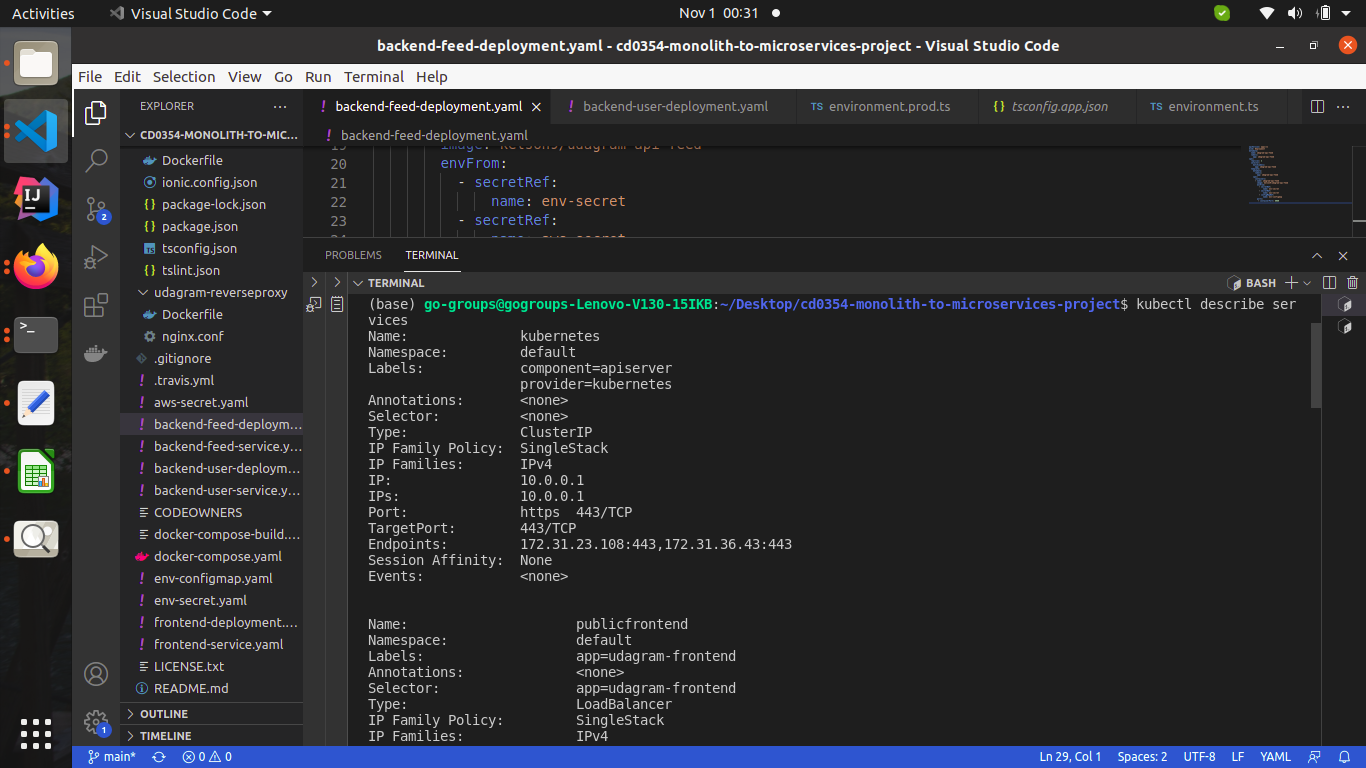 Activities
Visual Studio Code
Nov 1 00:31
backend-feed-deployment.yaml - cd0354-monolith-to-microservices-project - Visual Studio Code
File Edit Selection View Go Run Terminal Help
EXPLORER
CD0354-MONOLITH-TO-MIC...
Dockerfile
ionic.config.json
package-lock.json
package.json
tsconfig.json
tslint.json
udagram-reverseproxy
Dockerfile
nginx.conf
.gitignore
.travis.yml
aws-secret.yaml
backend-feed-deploym...
backend-feed-service.y...
backend-user-deploym...
backend-user-service.y...
CODEOWNERS
docker-compose-build....
docker-compose.yaml
env-configmap.yaml
env-secret.yaml
frontend-deployment....
frontend-service.yaml
LICENSE.txt
README.md
OUTLINE
TIMELINE
2
1
backend-feed-deployment.yaml
backend-user-deployment.yaml
TS environment.prod.ts
{} tsconfig.app.json
TS environment.ts
backend-feed-deployment.yaml
20 envFrom:
21 - secretRef:
22 name: env-secret
23 - secretRef:
PROBLEMS TERMINAL
TERMINAL
BASH
(base) go-groups@gogroups-Lenovo-V130-15IKB:~/Desktop/cd0354-monolith-to-microservices-project$ kubectl describe ser
vices
Name: kubernetes
Namespace: default
Labels: component=apiserver
provider=kubernetes
Annotations: <none>
Selector: <none>
Type: ClusterIP
IP Family Policy: SingleStack
IP Families: IPv4
IP: 10.0.0.1
IPs: 10.0.0.1
Port: https 443/TCP
TargetPort: 443/TCP
Endpoints: 172.31.23.108:443,172.31.36.43:443
Session Affinity: None
Events: <none>
Name: publicfrontend
Namespace: default
Labels: app=udagram-frontend
Annotations: <none>
Selector: app=udagram-frontend
Type: LoadBalancer
IP Family Policy: SingleStack
IP Families: IPv4
main* 0 0 Ln 29, Col 1 Spaces: 2 UTF-8 LF YAML